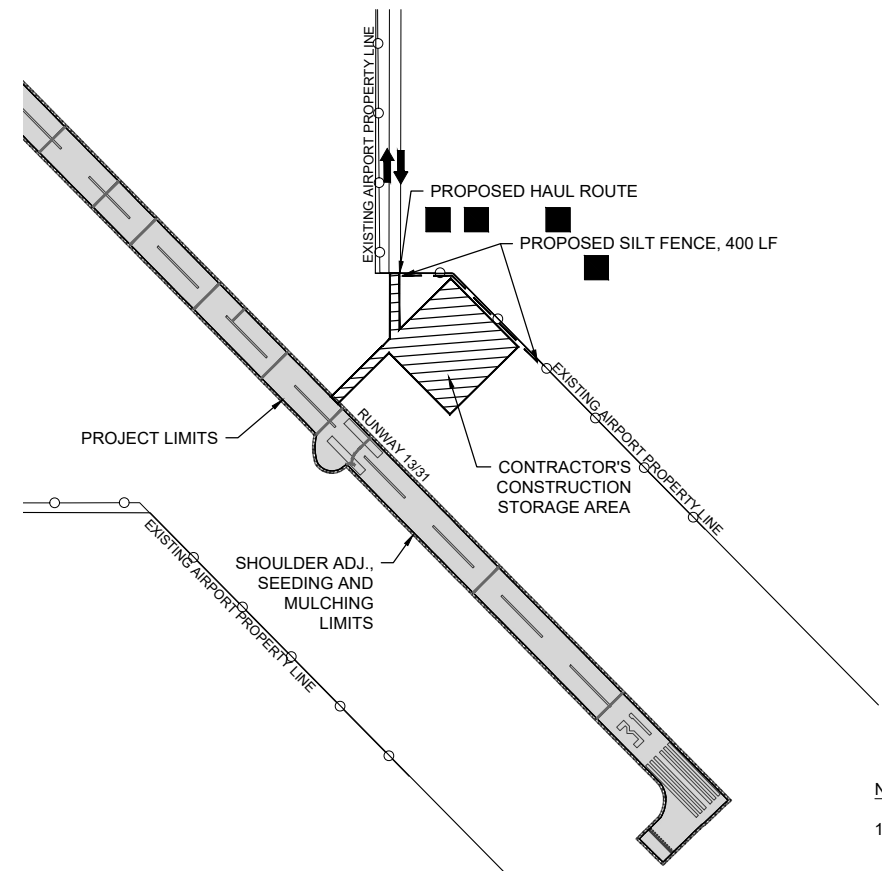 EXISTING AIRPORT PROPERTY LINE
PROPOSED HAUL ROUTE
PROPOSED SILT FENCE, 400 LF
EXISTING AIRPORT PROPERTY LINE
PROJECT LIMITS
RUNWAY 13/31
CONTRACTOR'S
CONSTRUCTION
STORAGE AREA
EXISTING AIRPORT PROPERTY LINE
SHOULDER ADJ.,
SEEDING AND
MULCHING
LIMITS
31
N
1